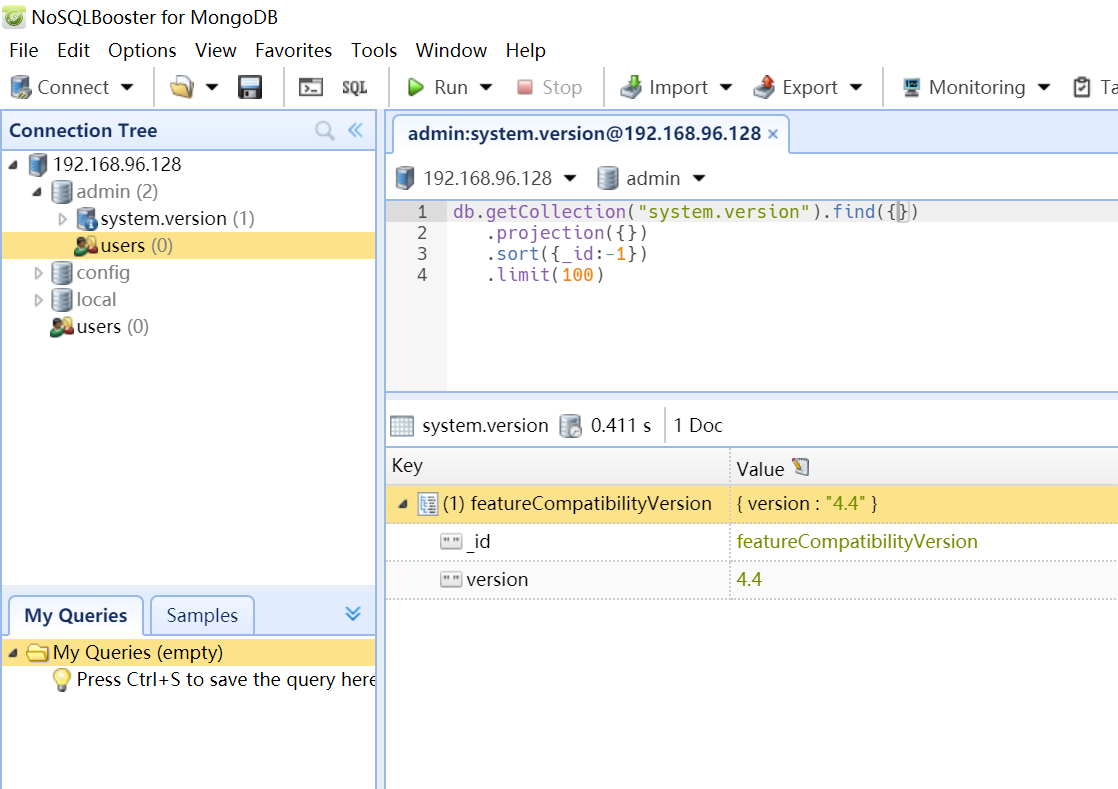 NoSQLBooster for MongoDB
File Edit Options View Favorites Tools Window Help
Connect SQL Run Stop Import Export Monitoring Ta
Connection Tree
192.168.96.128
admin (2)
system.version (1)
users (0)
config
local
users (0)
admin:system.version@192.168.96.128 ×
192.168.96.128 admin
1 db.getCollection("system.version").find({})
2 .projection({})
3 .sort({_id:-1})
4 .limit(100)
system.version 0.411 s 1 Doc
Key Value
(1) featureCompatibilityVersion { version : "4.4" }
"" _id featureCompatibilityVersion
"" version 4.4
My Queries Samples
My Queries (empty)
Press Ctrl+S to save the query here